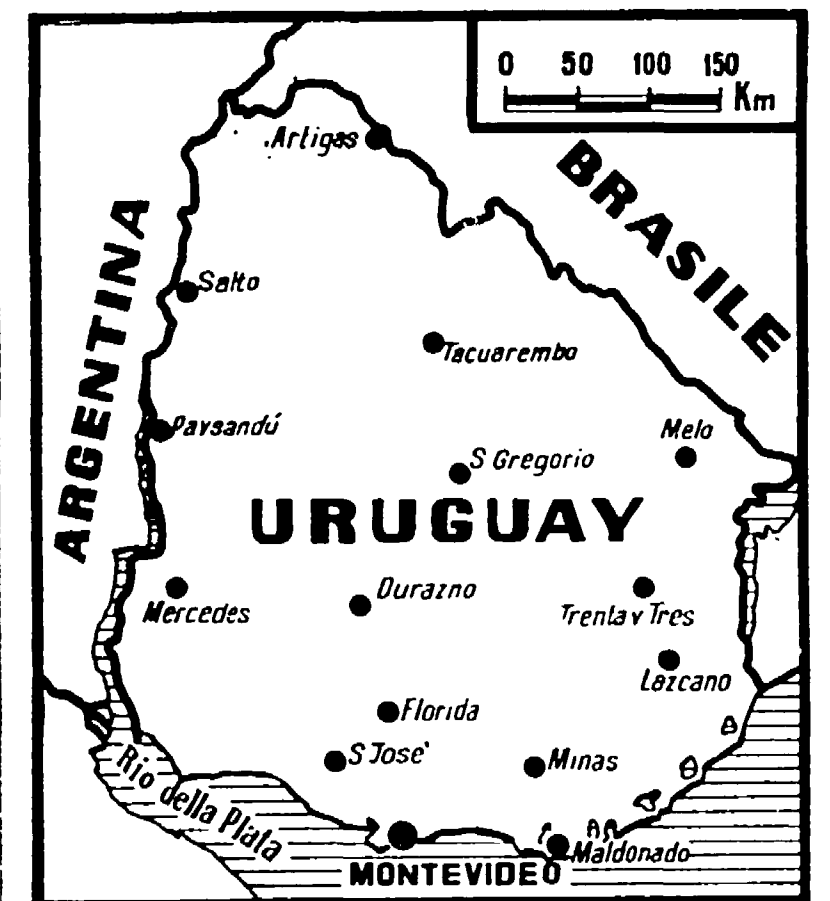 0 50 100 150
Km
Artigas
BRASILE
ARGENTINA
Salto
Tacuarembo
Paysandú
Melo
S Gregorio
URUGUAY
Mercedes
Durazno
Trenta y Tres
Lazcano
Florida
S José
Minas
Rio della Plata
Maldonado
MONTEVIDEO